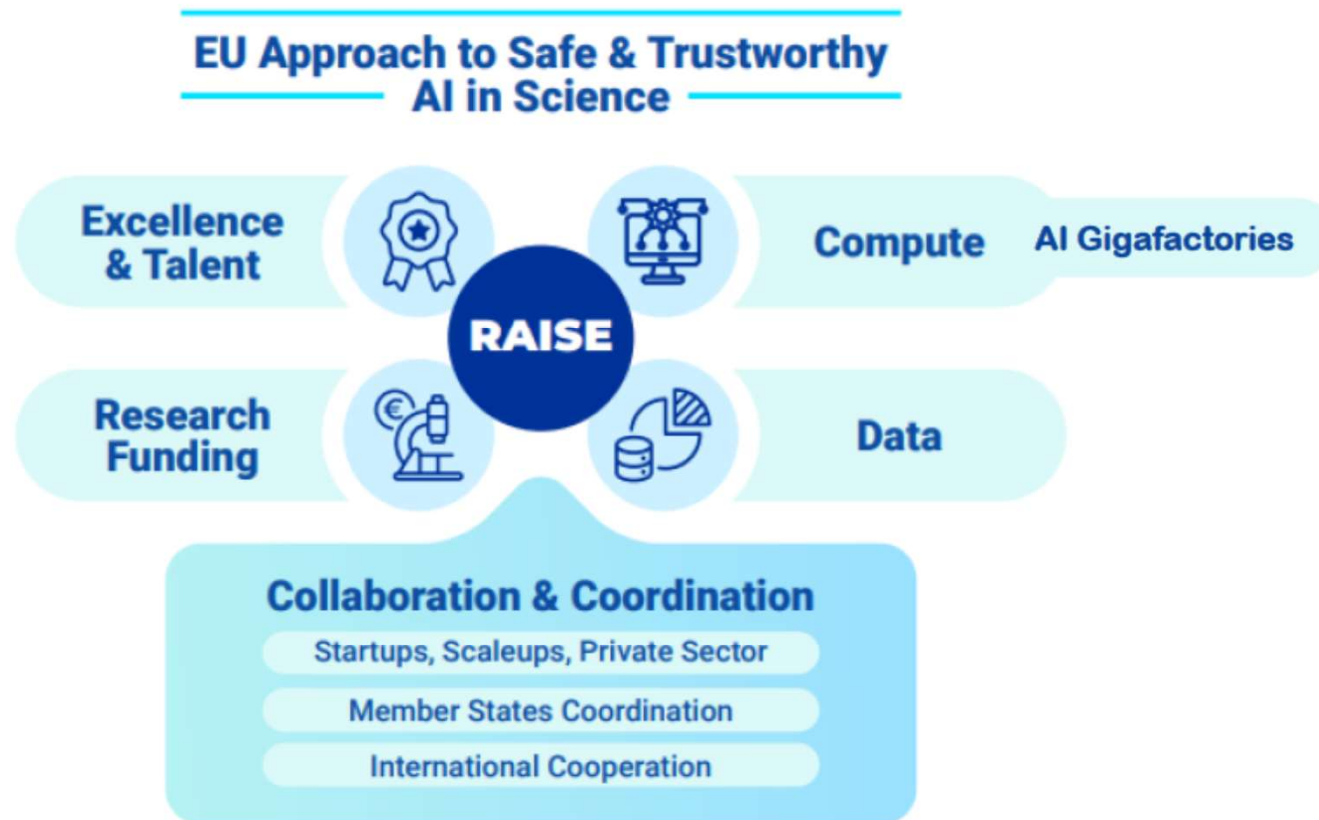 EU Approach to Safe & Trustworthy
AI in Science
Excellence
& Talent
Compute
AI Gigafactories
RAISE
Research
Funding
€
Data
Collaboration & Coordination
Startups, Scaleups, Private Sector
Member States Coordination
International Cooperation